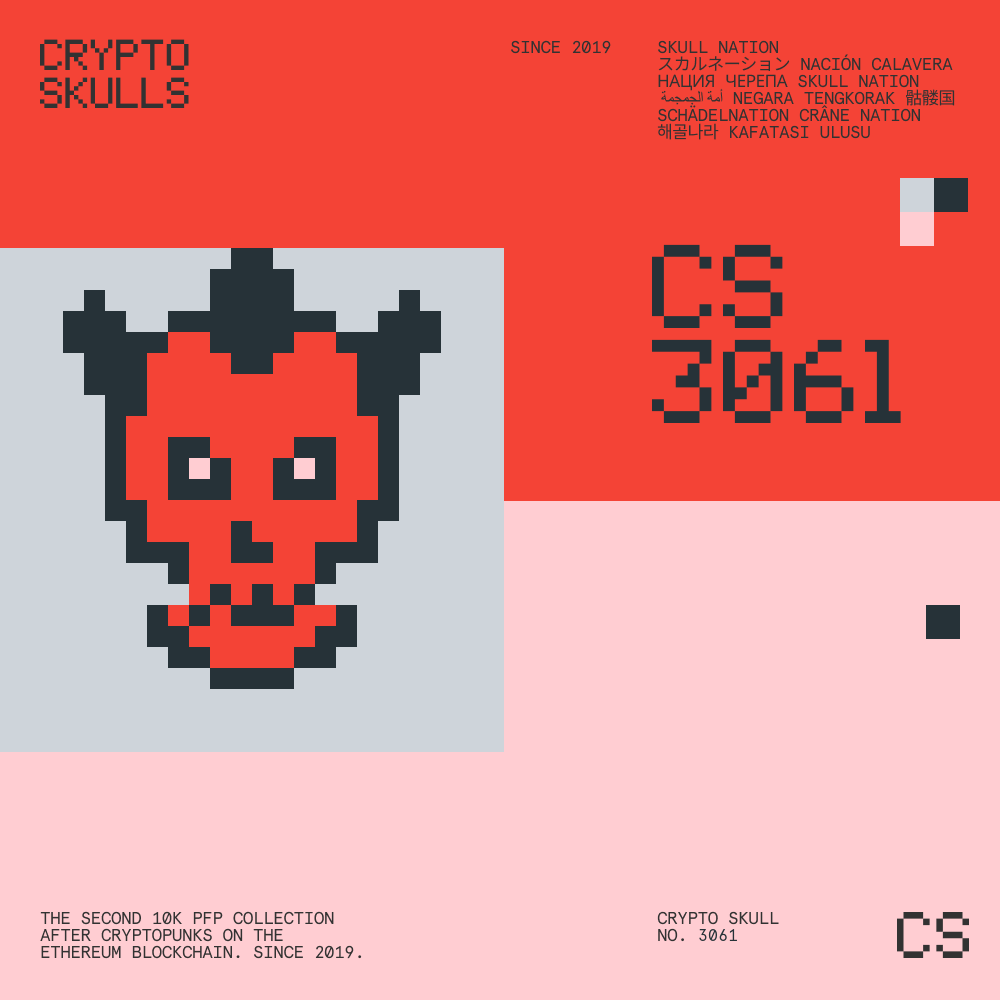 CRYPTO
SKULLS
SINCE 2019
SKULL NATION
スカルネーション NACIÓN CALAVERA
НАЦИЯ ЧЕРЕПА SKULL NATION
أمة الجمجمة NEGARA TENGKORAK 骷髅国
SCHÄDELNATION CRÂNE NATION
해골나라 KAFATASI ULUSU
CS
3061
THE SECOND 10K PFP COLLECTION
AFTER CRYPTOPUNKS ON THE
ETHEREUM BLOCKCHAIN. SINCE 2019.
CRYPTO SKULL
NO. 3061
CS